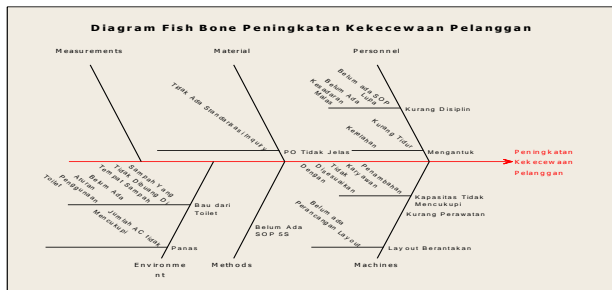 Diagram Fish Bone Peningkatan Kekecewaan Pelanggan
Measurements
Material
Personnel
Belum ada SOP
Belum Ada
Lupa
Kesadaran
Malas
Kurang Disiplin
Tidak Ada Standarisasi Inquiry
Kurang Tidur
Kelelahan
PO Tidak Jelas
Mengantuk
Peningkatan
Kekecewaan
Pelanggan
Sampah Yang
Tidak Dibuang Di
Tempat Sampah
Belum Ada
Aturan
Penggunaan
Toilet
Bau dari
Toilet
Penambahan
Karyawan
Tidak
Disesuaikan
Dengan
Kapasitas Tidak
Mencukupi
Kurang Perawatan
Jumlah AC tidak
Mencukupi
Panas
Belum Ada
SOP 5S
Belum ada
Perancangan Layout
Layout Berantakan
Environme
nt
Methods
Machines